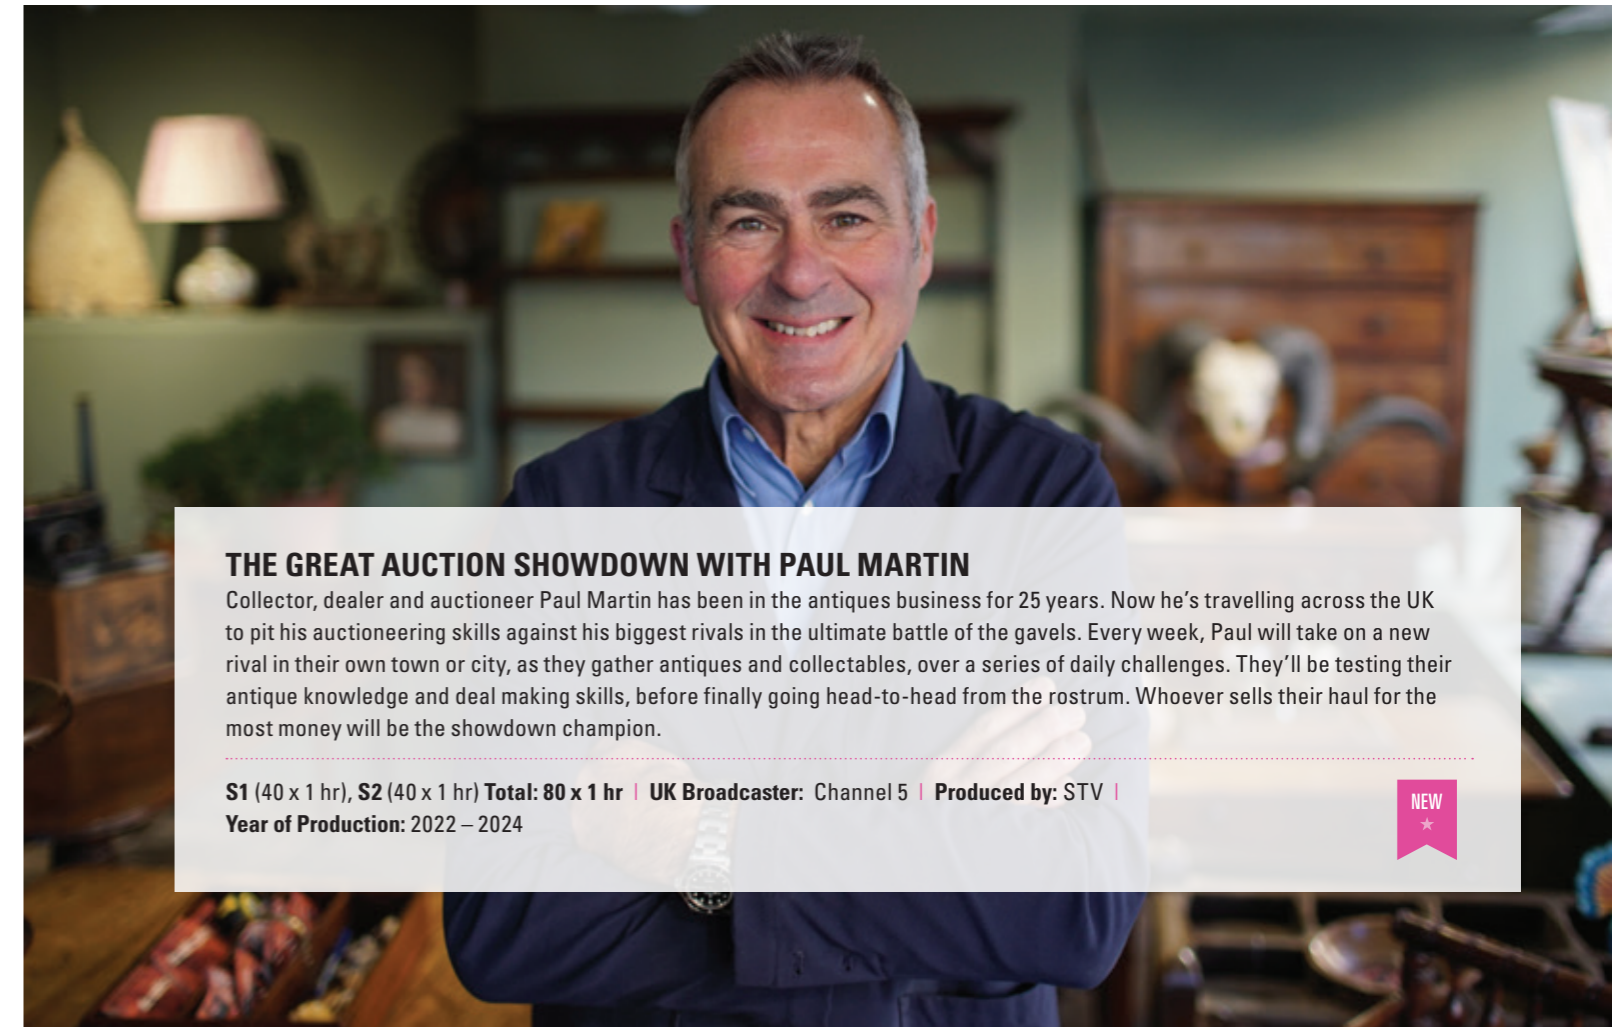 THE GREAT AUCTION SHOWDOWN WITH PAUL MARTIN
Collector, dealer and auctioneer Paul Martin has been in the antiques business for 25 years. Now he’s travelling across the UK
to pit his auctioneering skills against his biggest rivals in the ultimate battle of the gavels. Every week, Paul will take on a new
rival in their own town or city, as they gather antiques and collectables, over a series of daily challenges. They’ll be testing their
antique knowledge and deal making skills, before finally going head-to-head from the rostrum. Whoever sells their haul for the
most money will be the showdown champion.
S1 (40 x 1 hr), S2 (40 x 1 hr) Total: 80 x 1 hr | UK Broadcaster: Channel 5 | Produced by: STV |
Year of Production: 2022 – 2024
NEW